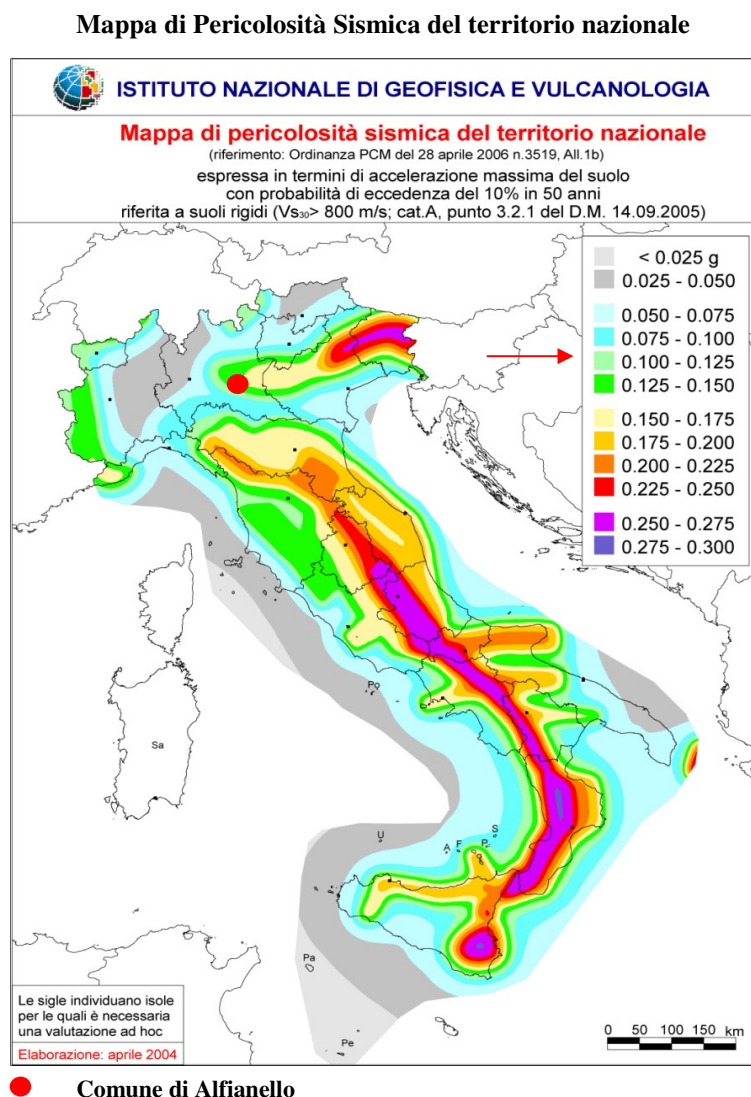 Mappa di Pericolosità Sismica del territorio nazionale
ISTITUTO NAZIONALE DI GEOFISICA E VULCANOLOGIA
Mappa di pericolosità sismica del territorio nazionale
(riferimento: Ordinanza PCM del 28 aprile 2006 n.3519, All.1b)
espressa in termini di accelerazione massima del suolo
con probabilità di eccedenza del 10% in 50 anni
riferita a suoli rigidi (Vs30> 800 m/s; cat.A, punto 3.2.1 del D.M. 14.09.2005)
< 0.025 g
0.025 - 0.050
0.050 - 0.075
0.075 - 0.100
0.100 - 0.125
0.125 - 0.150
0.150 - 0.175
0.175 - 0.200
0.200 - 0.225
0.225 - 0.250
0.250 - 0.275
0.275 - 0.300
Po
Sa
U
A F P S
Pa
Pe
Le sigle individuano isole
per le quali è necessaria
una valutazione ad hoc
Elaborazione: aprile 2004
0 50 100 150 km
Comune di Alfianello